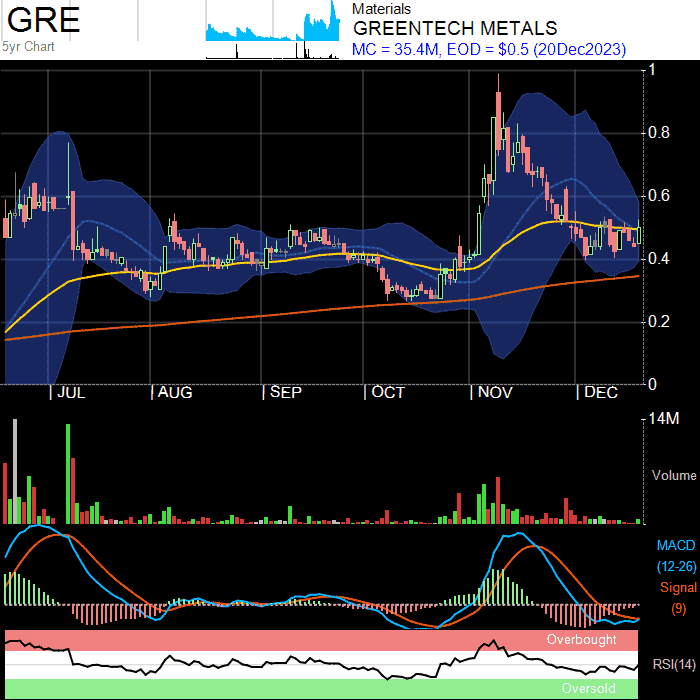 GRE
5yr Chart
Materials
GREENTECH METALS
MC = 35.4M, EOD = $0.5 (20Dec2023)
1
0.8
0.6
0.4
0.2
0
| JUL | AUG | SEP | OCT | NOV | DEC
14M
Volume
MACD
(12-26)
Signal
(9)
Overbought
RSI(14)
Oversold